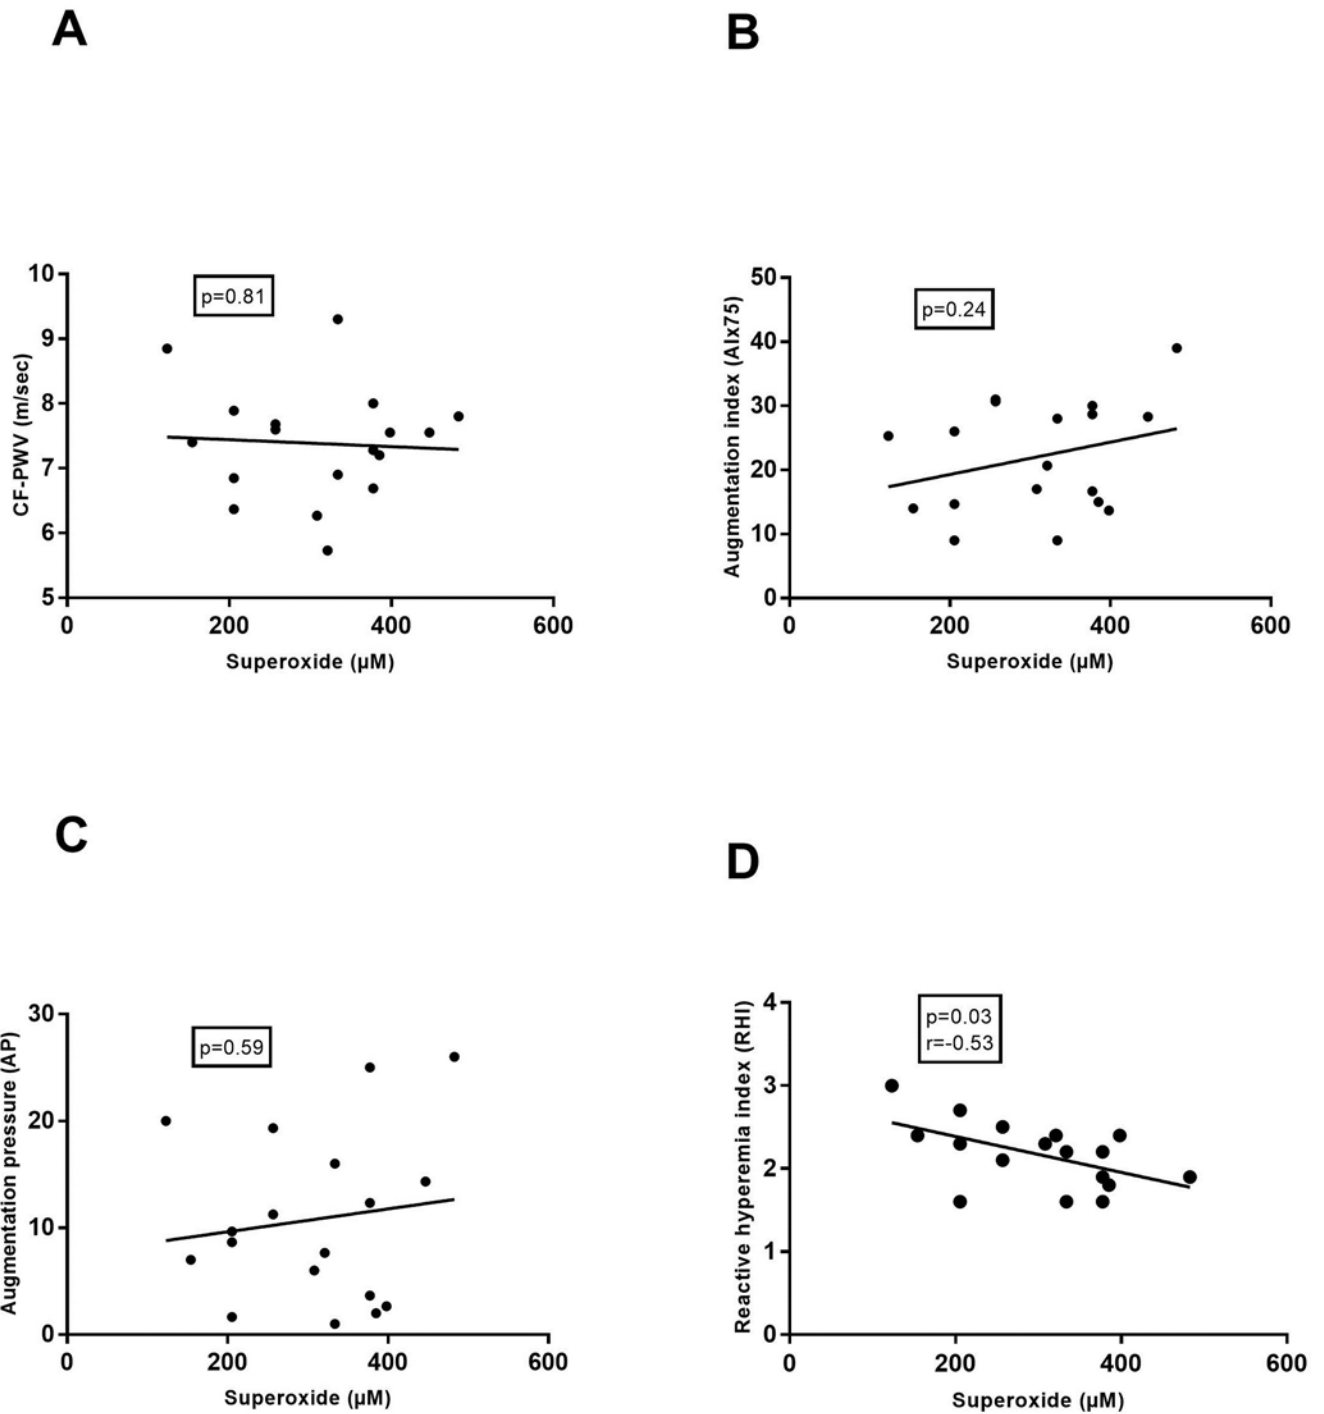 A
B
10
9
8
7
6
5
CF-PWV (m/sec)
p=0.81
0
200
400
600
Superoxide (µM)
50
40
30
20
10
0
Augmentation index (AIx75)
p=0.24
0
200
400
600
Superoxide (µM)
C
D
30
20
10
0
Augmentation pressure (AP)
p=0.59
0
200
400
600
Superoxide (µM)
4
3
2
1
0
Reactive hyperemia index (RHI)
p=0.03
r=-0.53
0
200
400
600
Superoxide (µM)